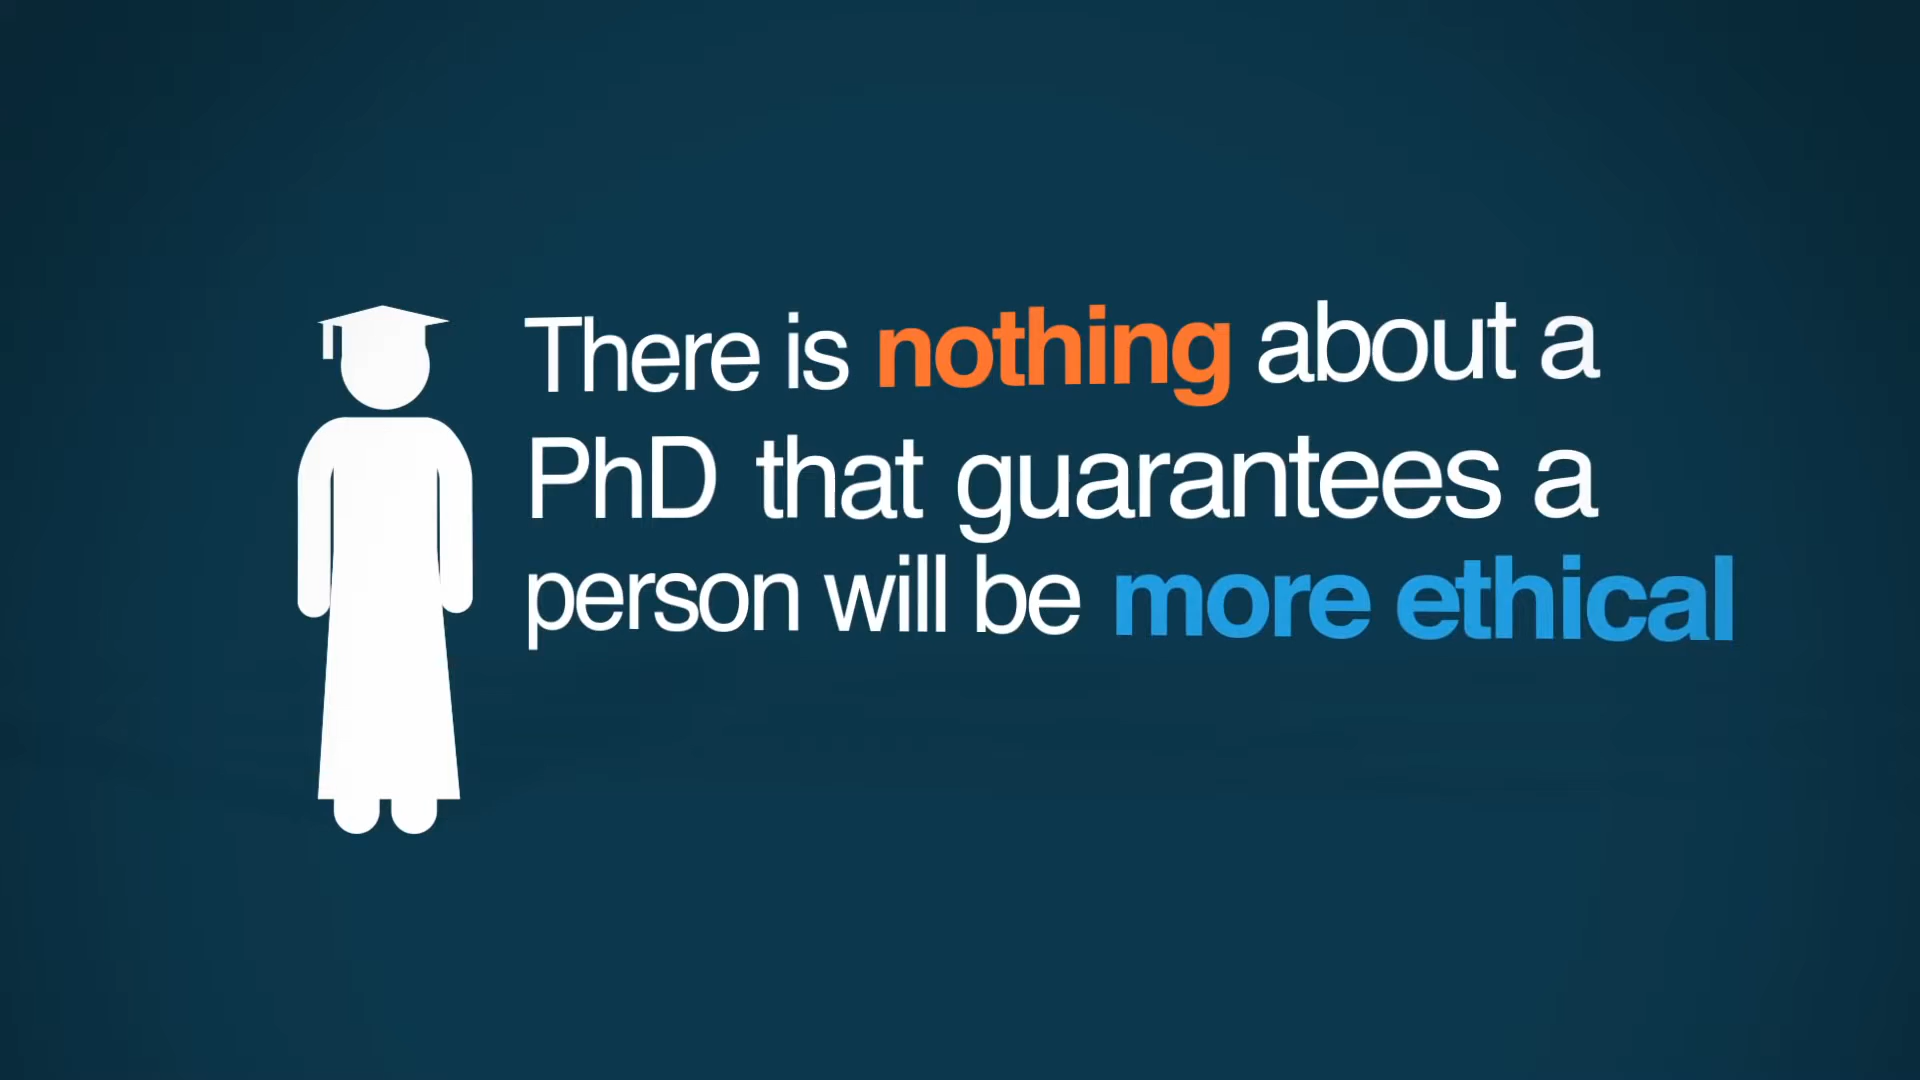 There is nothing about a
PhD that guarantees a
person will be more ethical